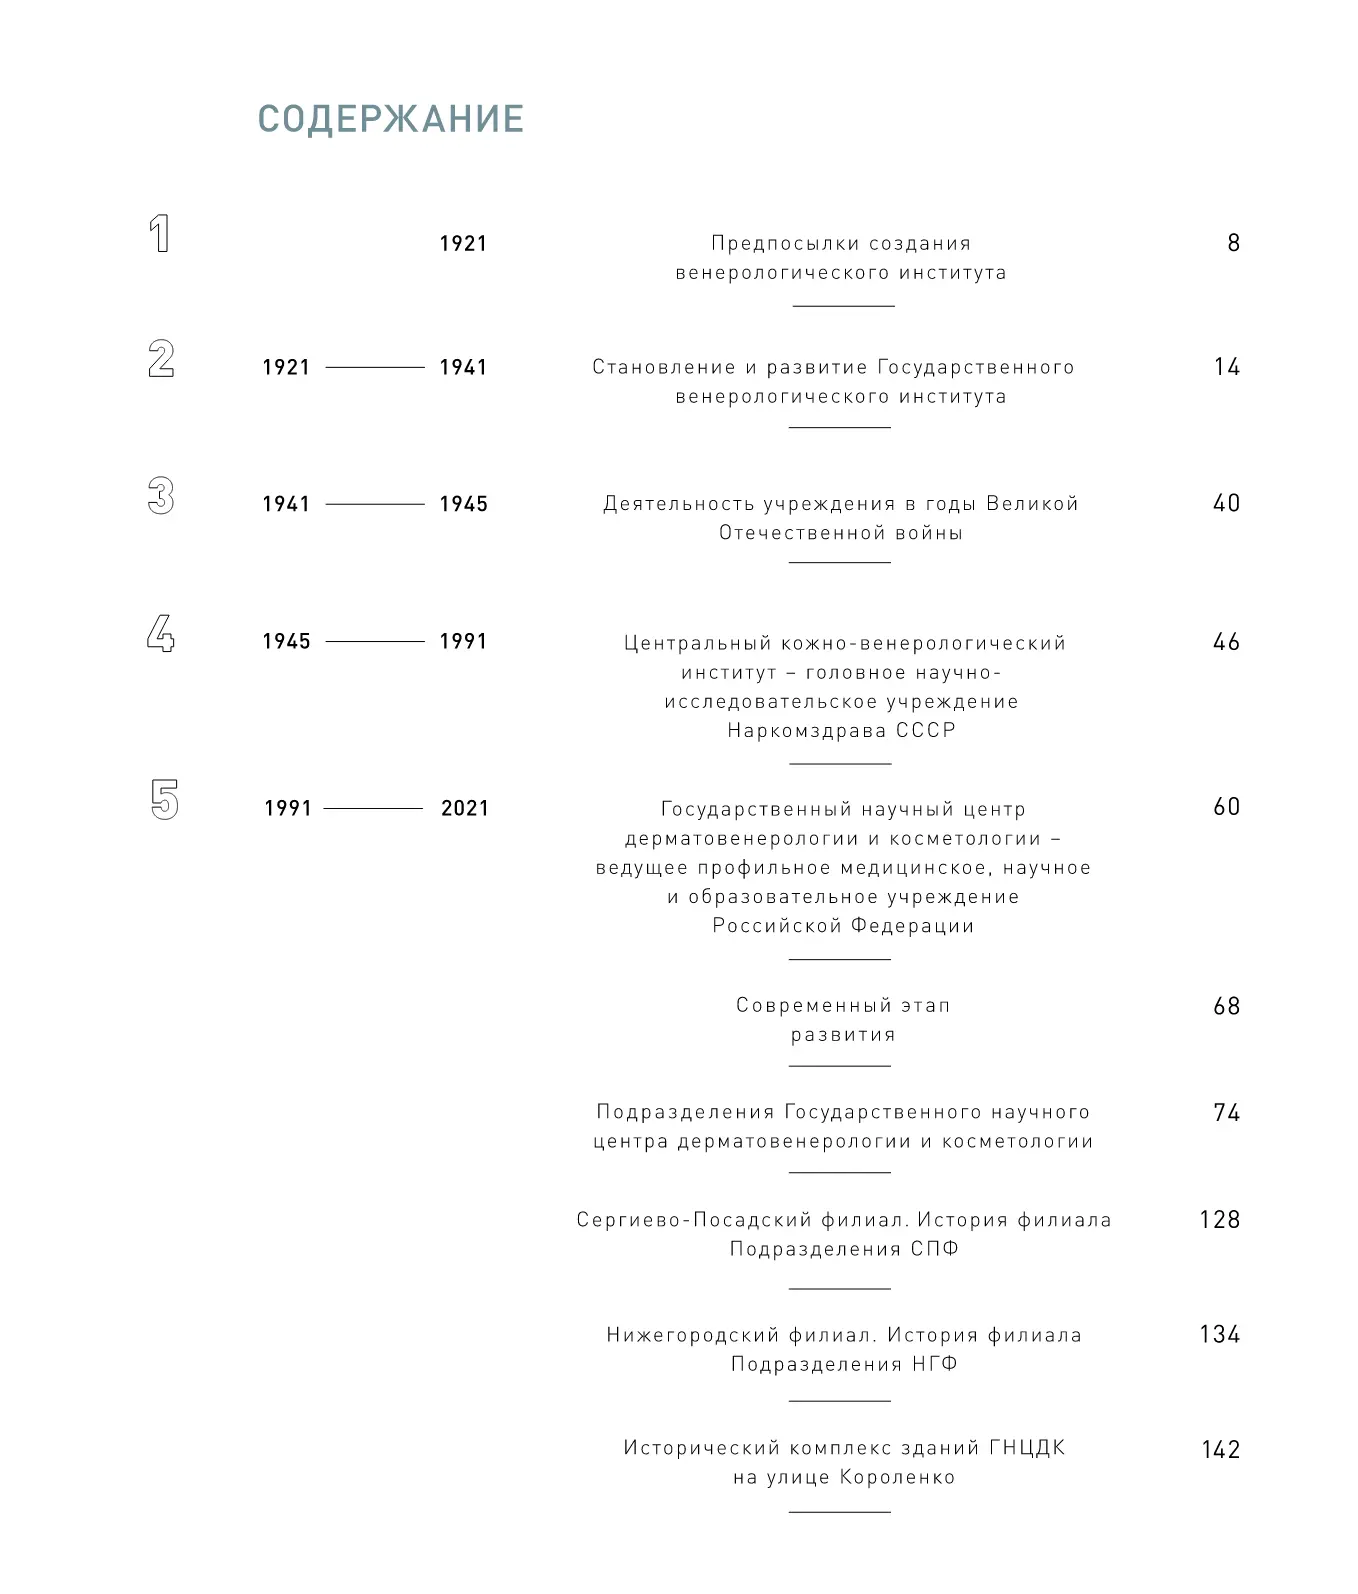 СОДЕРЖАНИЕ
1 1921 Предпосылки создания 8
венерологического института
2 1921 1941 Становление и развитие Государственного 14
венерологического института
3 1941 1945 Деятельность учреждения в годы Великой 40
Отечественной войны
4 1945 1991 Центральный кожно-венерологический 46
институт – головное научно-
исследовательское учреждение
Наркомздрава СССР
5 1991 2021 Государственный научный центр 60
дерматовенерологии и косметологии –
ведущее профильное медицинское, научное
и образовательное учреждение
Российской Федерации
Современный этап 68
развития
Подразделения Государственного научного 74
центра дерматовенерологии и косметологии
Сергиево-Посадский филиал. История филиала 128
Подразделения СПФ
Нижегородский филиал. История филиала 134
Подразделения НГФ
Исторический комплекс зданий ГНЦДК 142
на улице Короленко